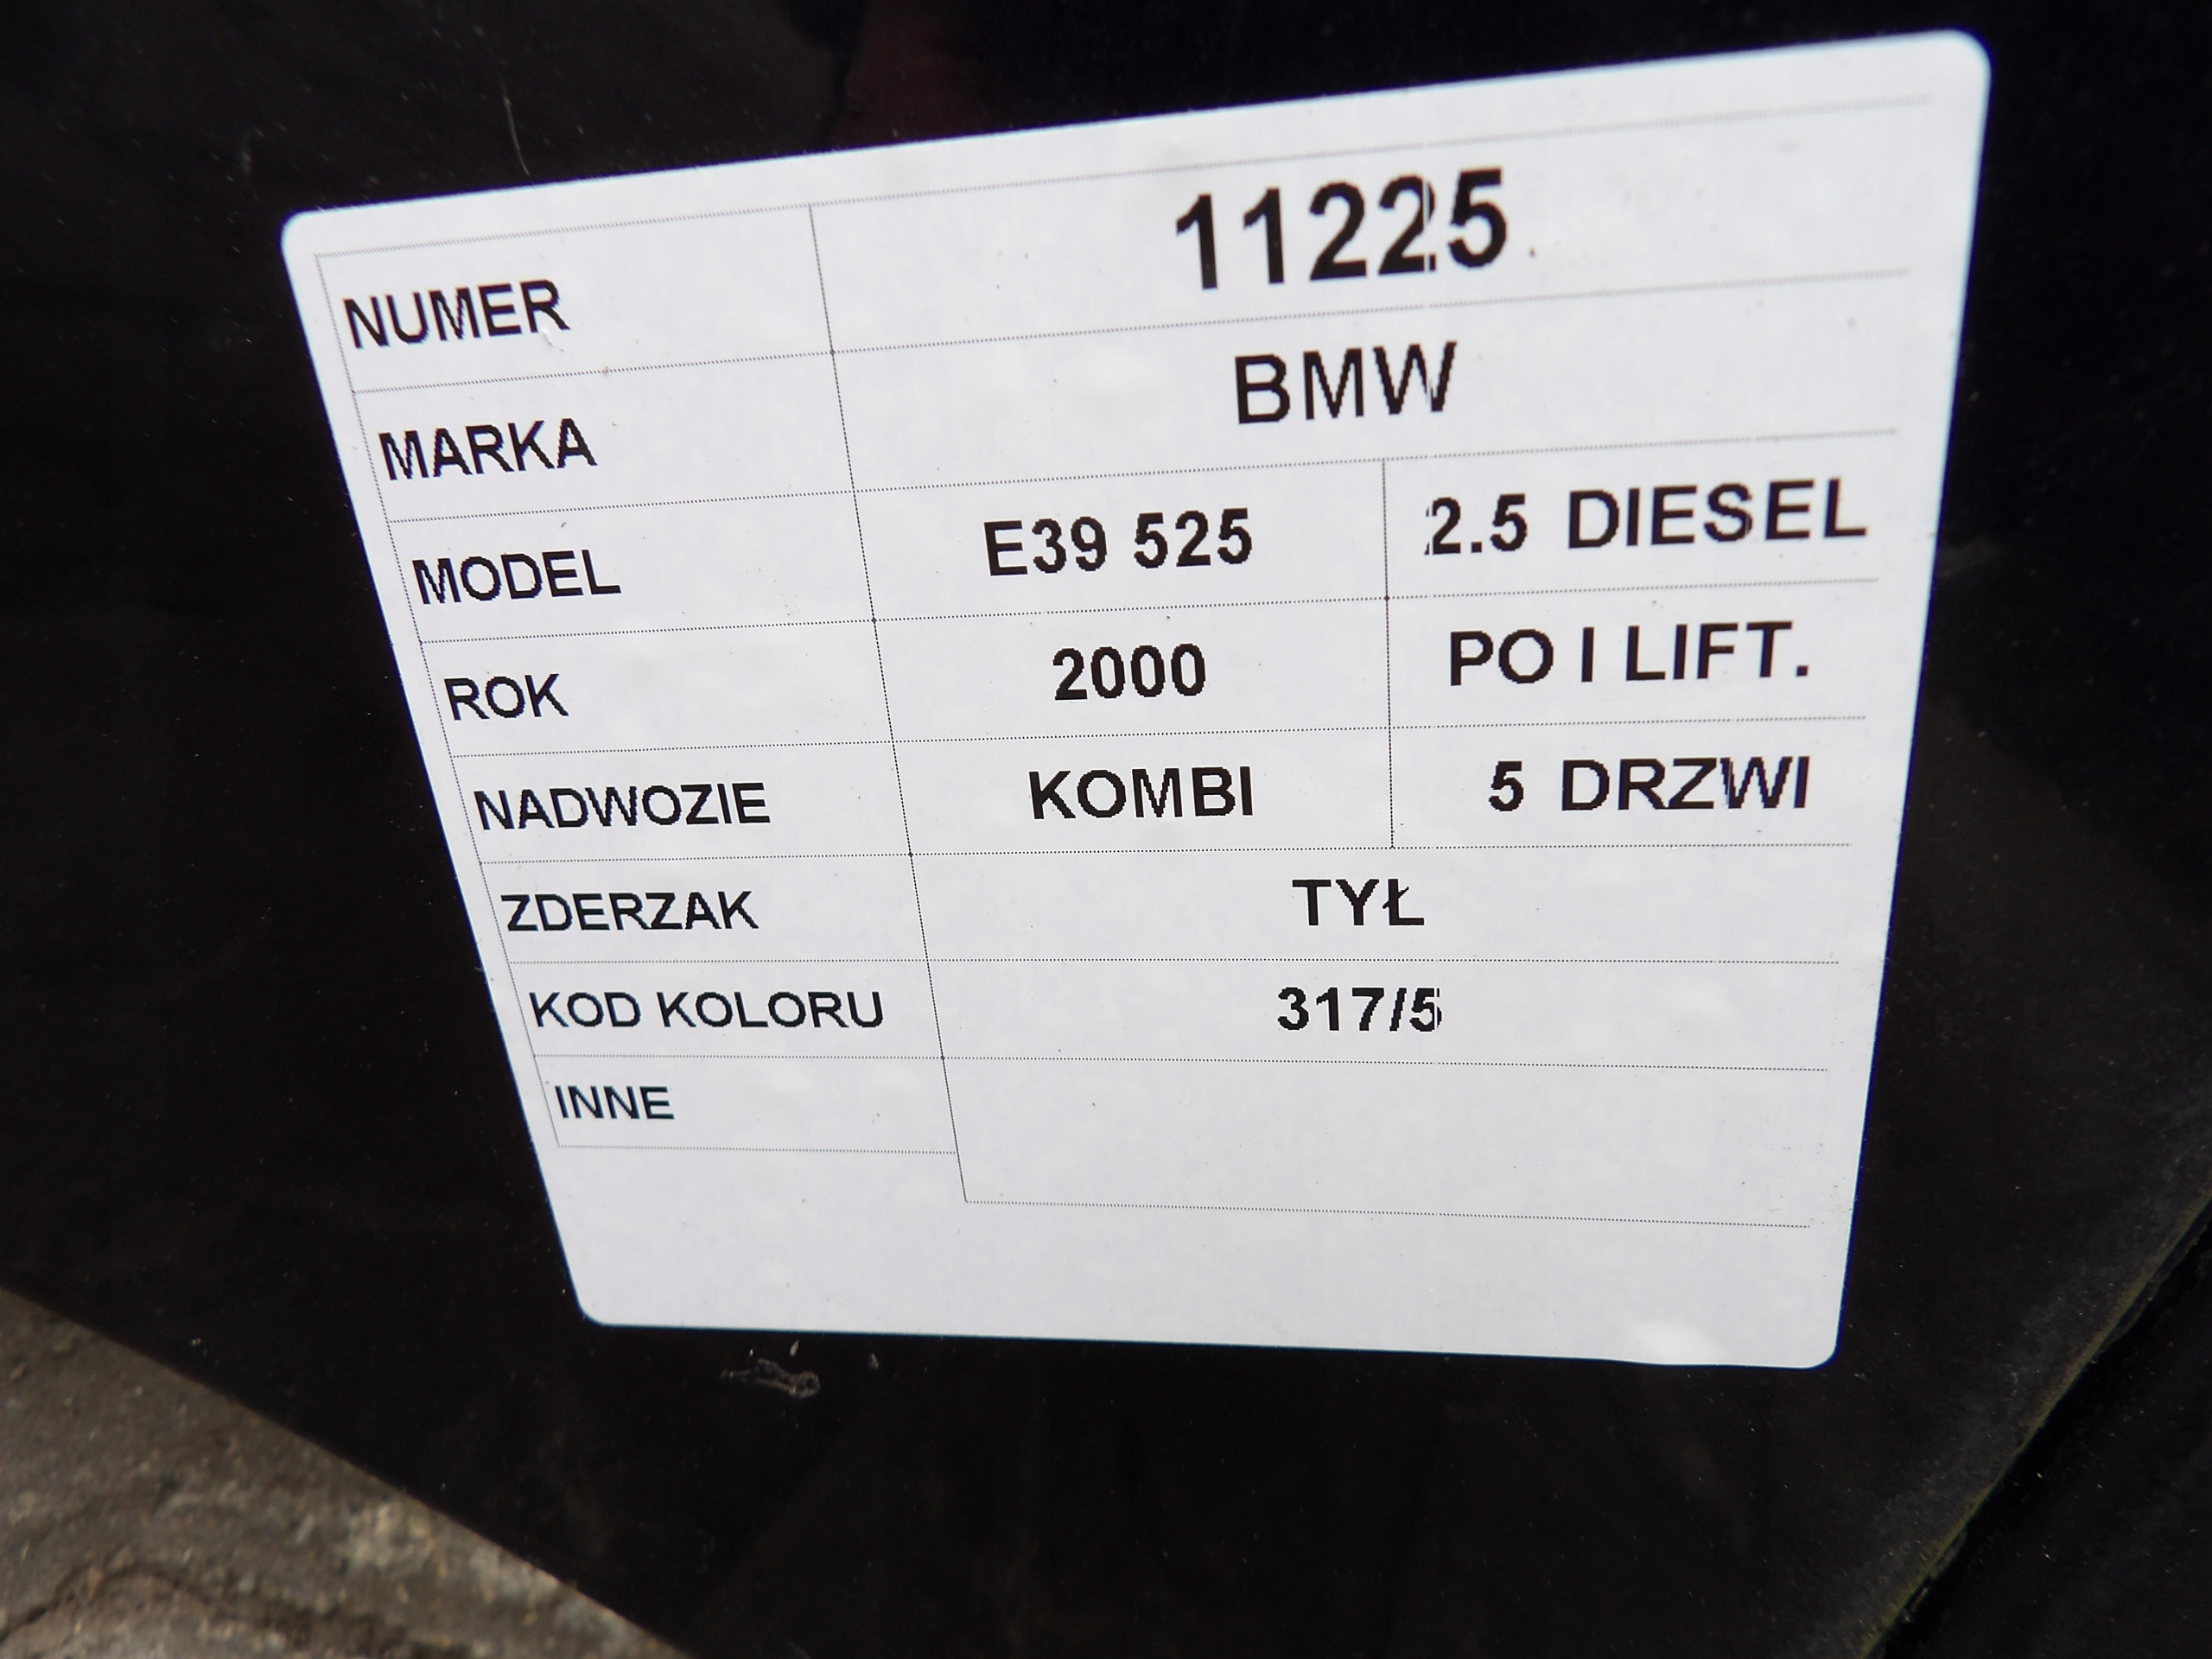 NUMER 11225
MARKA BMW
MODEL E39 525 2.5 DIESEL
ROK 2000 PO I LIFT.
NADWOZIE KOMBI 5 DRZWI
ZDERZAK TYŁ
KOD KOLORU 317/5
INNE